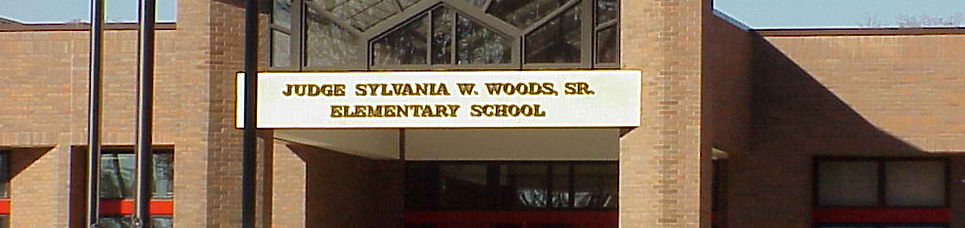 JUDGE SYLVANIA W. WOODS, SR.
ELEMENTARY SCHOOL